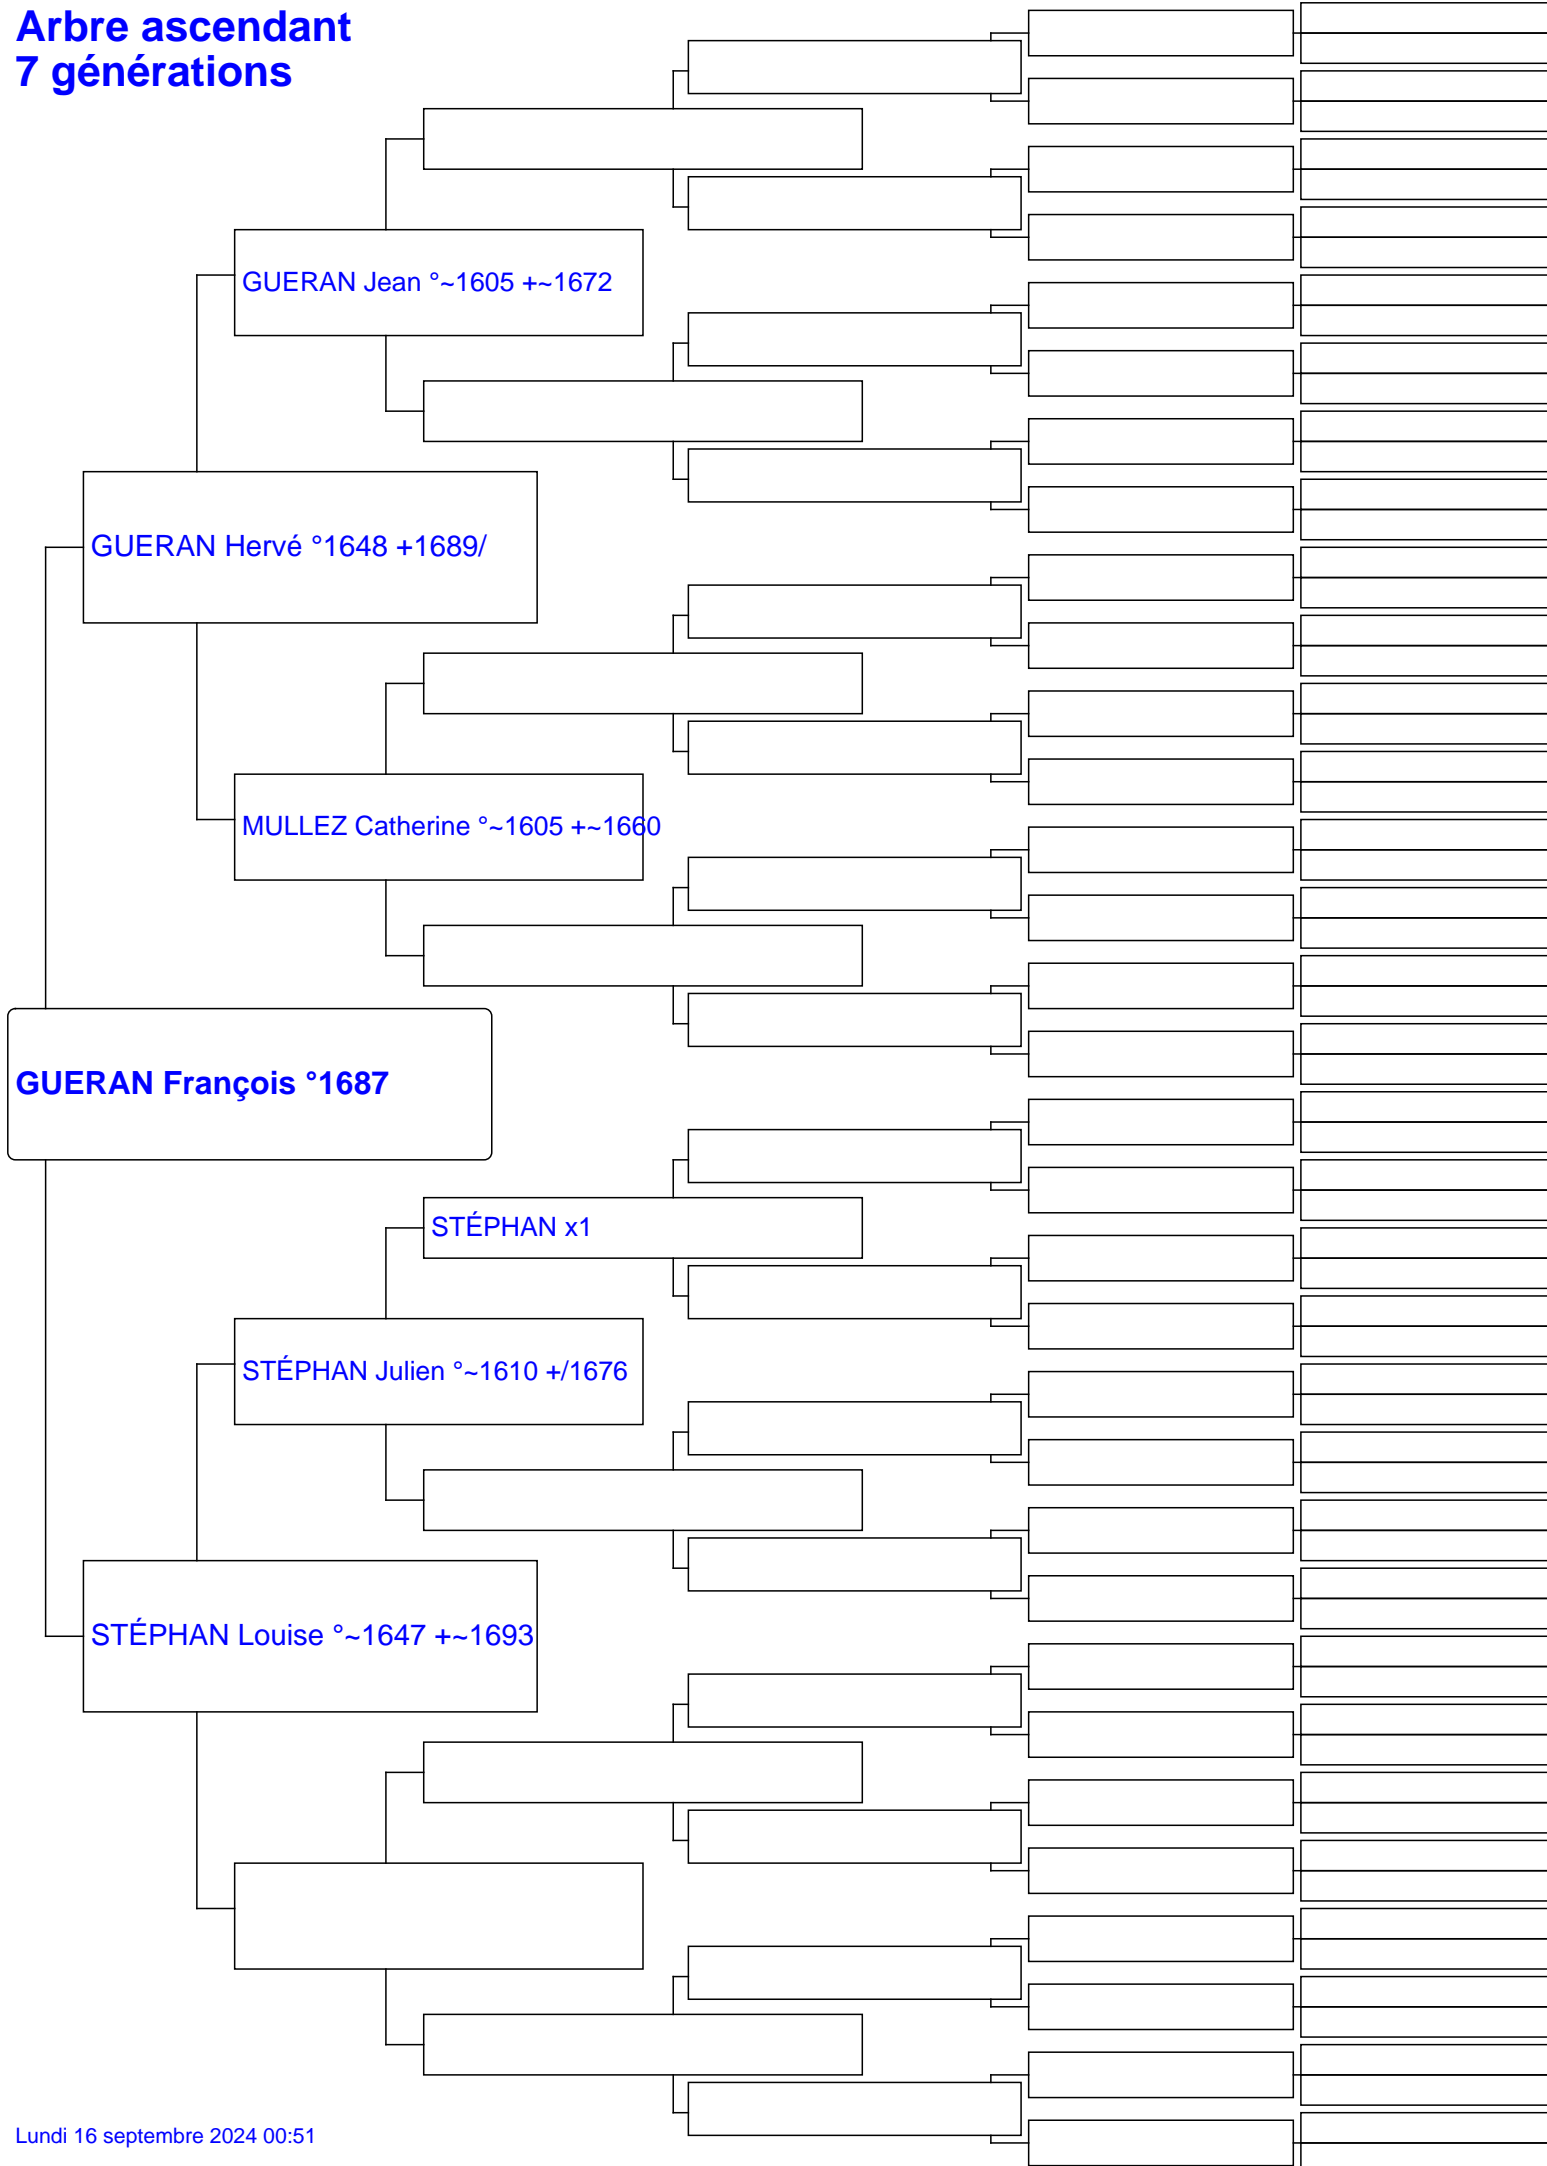 Arbre ascendant
7 générations
GUERAN Jean °~1605 +~1672
GUERAN Hervé °1648 +1689/
MULLEZ Catherine °~1605 +~1660
GUERAN François °1687
STÉPHAN x1
STÉPHAN Julien °~1610 +/1676
STÉPHAN Louise °~1647 +~1693
Lundi 16 septembre 2024 00:51